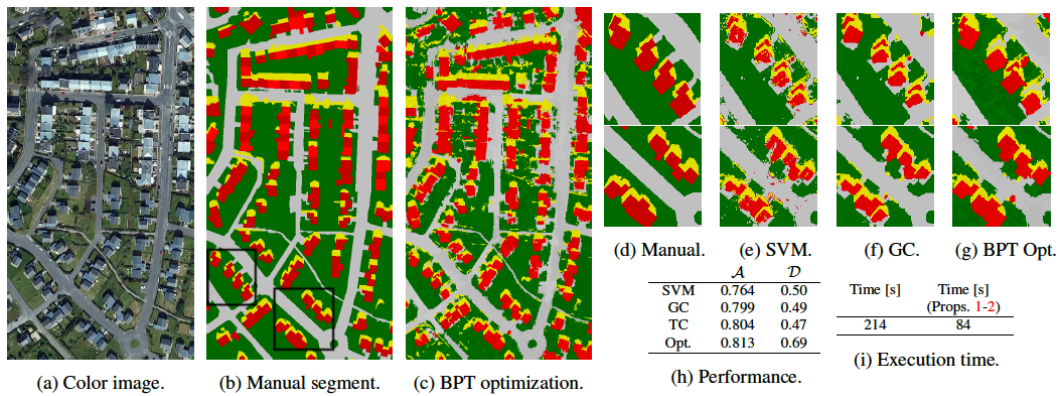 (a) Color image.
(b) Manual segment.
(c) BPT optimization.
(d) Manual.
(e) SVM.
(f) GC.
(g) BPT Opt.
𝒜 𝒟
SVM 0.764 0.50
GC 0.799 0.49
TC 0.804 0.47
Opt. 0.813 0.69
(h) Performance.
Time [s] Time [s]
(Props. 1-2)
214 84
(i) Execution time.